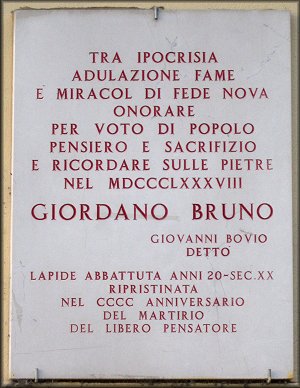 TRA IPOCRISIA
ADULAZIONE FAME
E MIRACOL DI FEDE NOVA
ONORARE
PER VOTO DI POPOLO
PENSIERO E SACRIFIZIO
E RICORDARE SULLE PIETRE
NEL MDCCCLXXXVIII
GIORDANO BRUNO
GIOVANNI BOVIO
DETTÒ
LAPIDE ABBATTUTA ANNI 20-SEC.XX
RIPRISTINATA
NEL CCCC ANNIVERSARIO
DEL MARTIRIO
DEL LIBERO PENSATORE